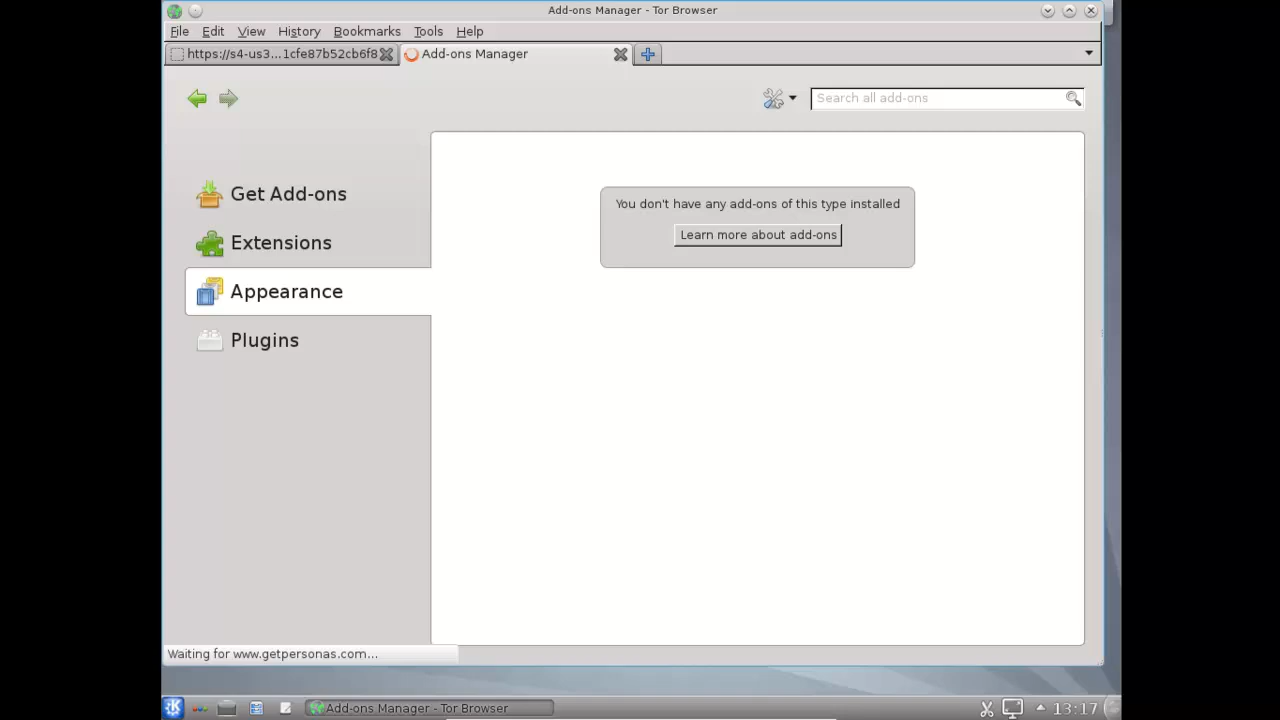 Add-ons Manager - Tor Browser
File Edit View History Bookmarks Tools Help
https://s4-us3...1cfe87b52cb6f8 Add-ons Manager
Search all add-ons
Get Add-ons
Extensions
Appearance
Plugins
You don't have any add-ons of this type installed
Learn more about add-ons
Waiting for www.getpersonas.com...
Add-ons Manager - Tor Browser 13:17